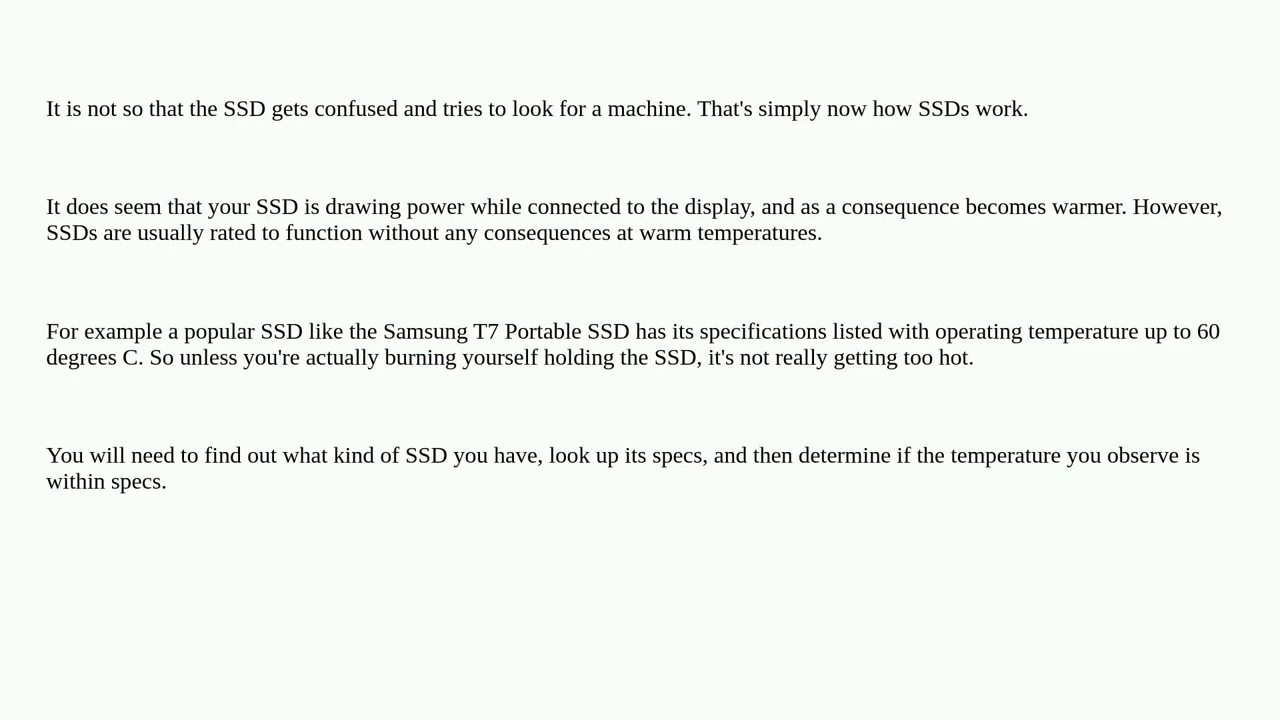 It is not so that the SSD gets confused and tries to look for a machine. That's simply now how SSDs work.
It does seem that your SSD is drawing power while connected to the display, and as a consequence becomes warmer. However,
SSDs are usually rated to function without any consequences at warm temperatures.
For example a popular SSD like the Samsung T7 Portable SSD has its specifications listed with operating temperature up to 60
degrees C. So unless you're actually burning yourself holding the SSD, it's not really getting too hot.
You will need to find out what kind of SSD you have, look up its specs, and then determine if the temperature you observe is
within specs.